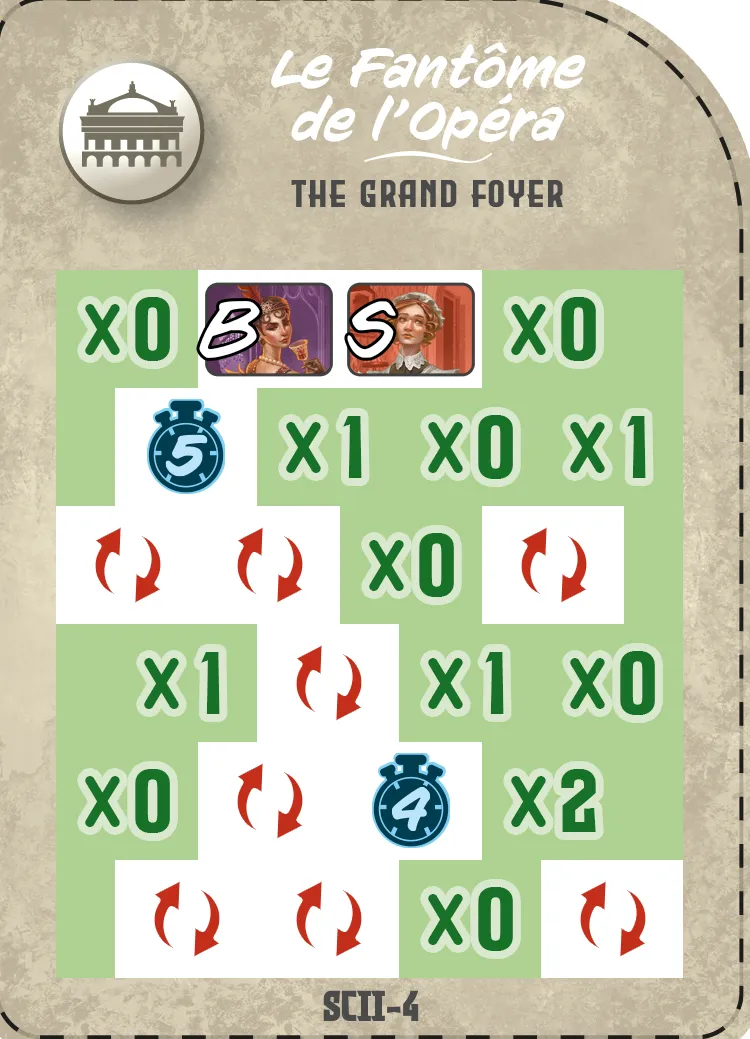 Le Fantôme
de l'Opéra
THE GRAND FOYER
X0 B S X0
5 X1 X0 X1
X0
X1 X1 X0
X0 4 X2
X0
SCII-4